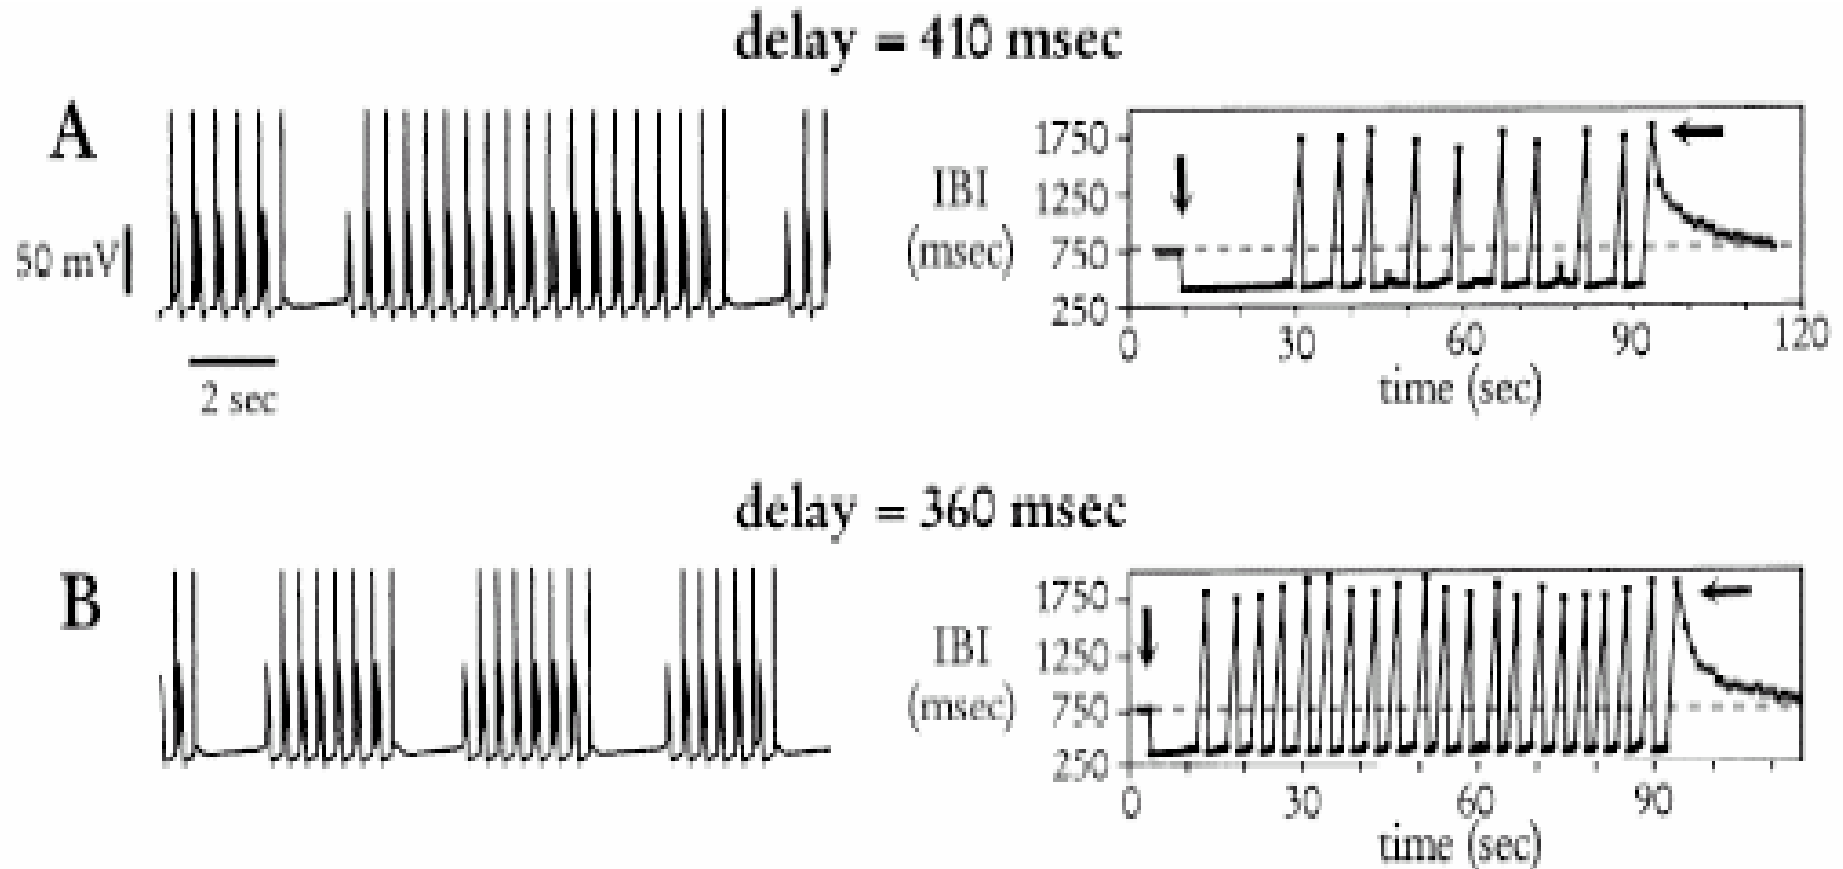 delay = 410 msec
A
50 mV
2 sec
IBI
(msec)
1750
1250
750
250
0 30 60 90 120
time (sec)
delay = 360 msec
B
IBI
(msec)
1750
1250
750
250
0 30 60 90
time (sec)